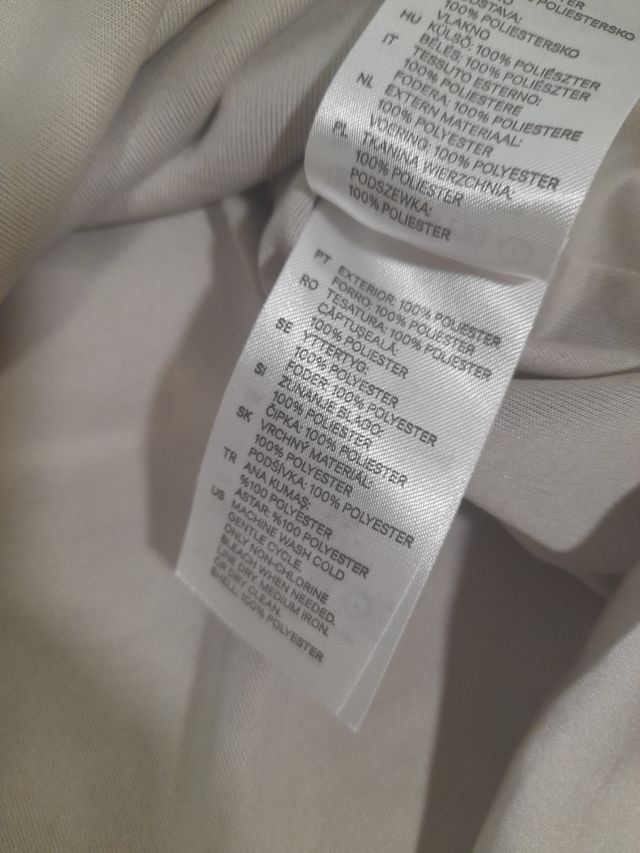 100% POLIESTERSKO
VLAKNO
HU KÜLSŐ: 100% POLIÉSZTER
BÉLÉS: 100% POLIÉSZTER
IT TESSUTO ESTERNO:
100% POLIESTERE
FODERA: 100% POLIESTERE
NL EXTERN MATERIAAL:
100% POLYESTER
VOERING: 100% POLYESTER
PL TKANINA WIERZCHNIA:
100% POLIESTER
PODSZEWKA:
100% POLIESTER
PT EXTERIOR: 100% POLIESTER
FORRO: 100% POLIESTER
RO TESATURA: 100% POLIESTER
CĂPTUȘEALĂ:
100% POLIESTER
SE YTTERTYG:
100% POLYESTER
FODER: 100% POLYESTER
SI ZUNANJE BLAGO:
100% POLIESTER
ČIPKA: 100% POLIESTER
SK VRCHNÝ MATERIÁL:
100% POLYESTER
PODŠÍVKA: 100% POLYESTER
TR ANA KUMAŞ:
%100 POLYESTER
ASTAR: %100 POLYESTER
US MACHINE WASH COLD
GENTLE CYCLE.
ONLY NON-CHLORINE
BLEACH WHEN NEEDED.
LINE DRY. MEDIUM IRON.
OR DRY CLEAN.
SHELL: 100% POLYESTER